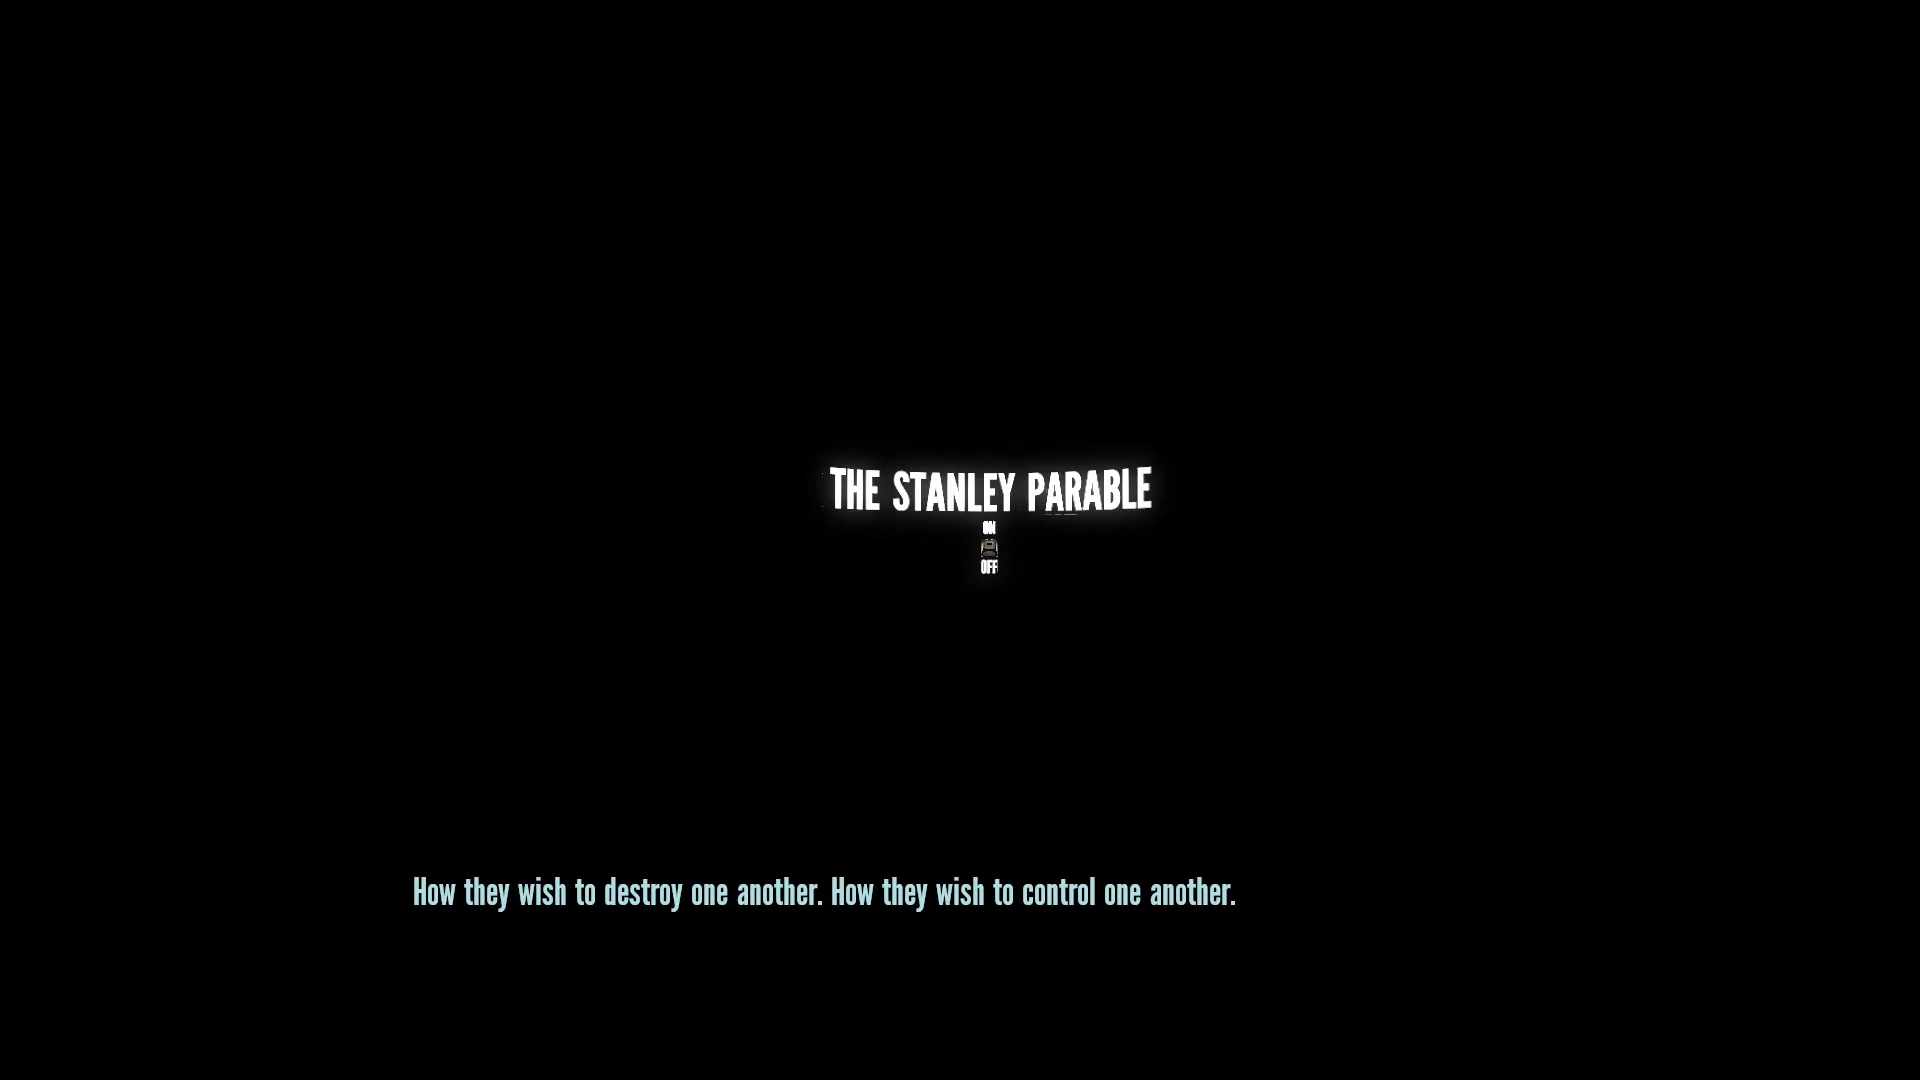 THE STANLEY PARABLE
ON
OFF
How they wish to destroy one another. How they wish to control one another.